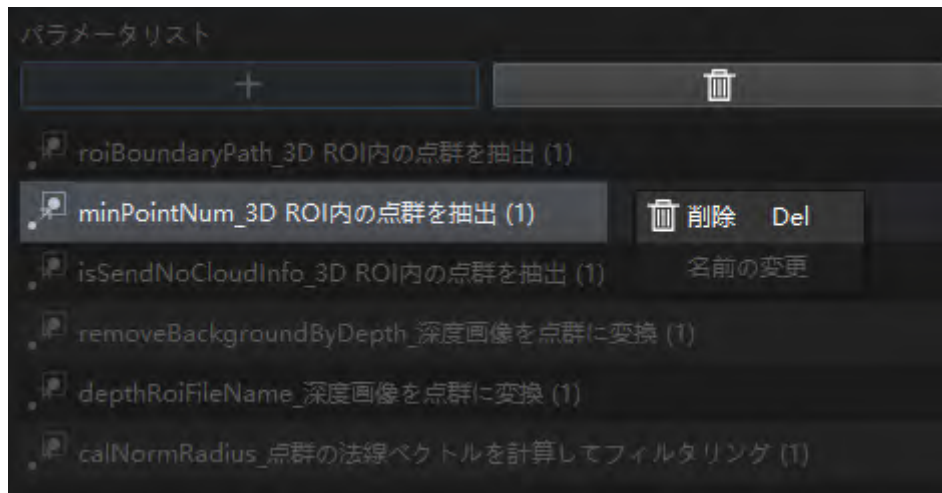 パラメータリスト
+
roiBoundaryPath_3D ROI内の点群を抽出 (1)
minPointNum_3D ROI内の点群を抽出 (1)
削除 Del
名前の変更
isSendNoCloudInfo_3D ROI内の点群を抽出 (1)
removeBackgroundByDepth_深度画像を点群に変換 (1)
depthRoiFileName_深度画像を点群に変換 (1)
calNormRadius_点群の法線ベクトルを計算してフィルタリング (1)